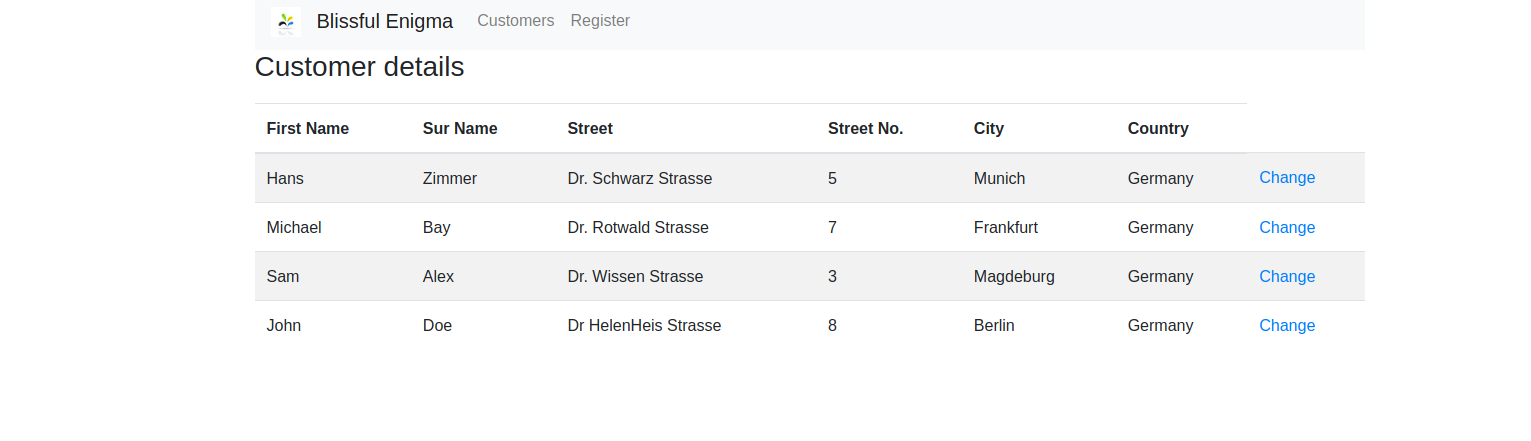 Blissful Enigma Customers Register
Customer details
First Name Sur Name Street Street No. City Country
Hans Zimmer Dr. Schwarz Strasse 5 Munich Germany Change
Michael Bay Dr. Rotwald Strasse 7 Frankfurt Germany Change
Sam Alex Dr. Wissen Strasse 3 Magdeburg Germany Change
John Doe Dr HelenHeis Strasse 8 Berlin Germany Change